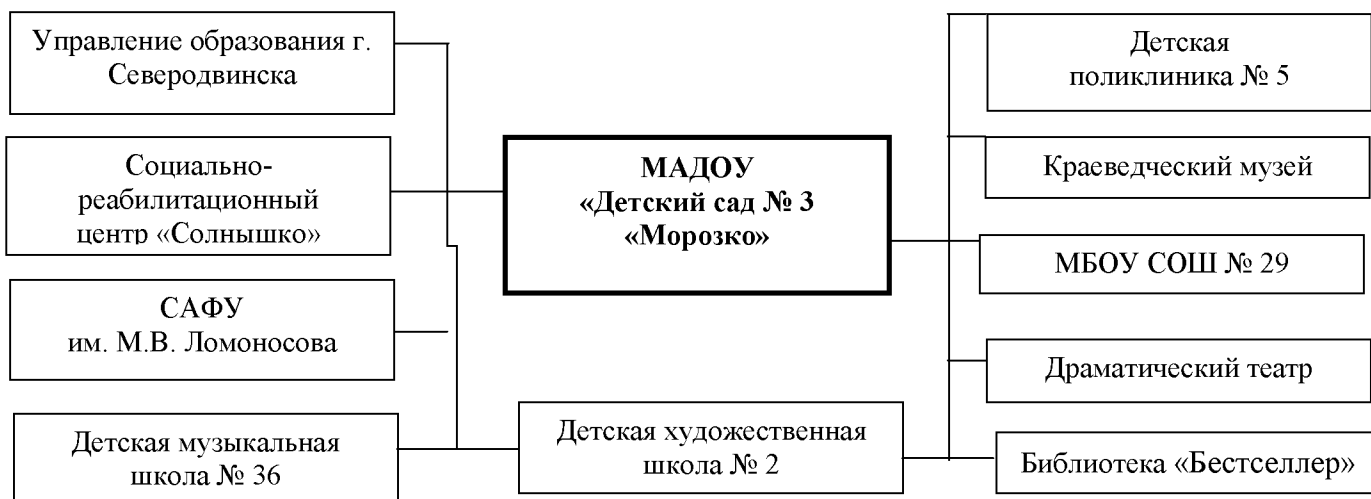 Управление образования г.
Северодвинска
Социально-
реабилитационный
центр «Солнышко»
САФУ
им. М.В. Ломоносова
Детская музыкальная
школа № 36
МАДОУ
«Детский сад № 3
«Морозко»
Детская художественная
школа № 2
Детская
поликлиника № 5
Краеведческий музей
МБОУ СОШ № 29
Драматический театр
Библиотека «Бестселлер»